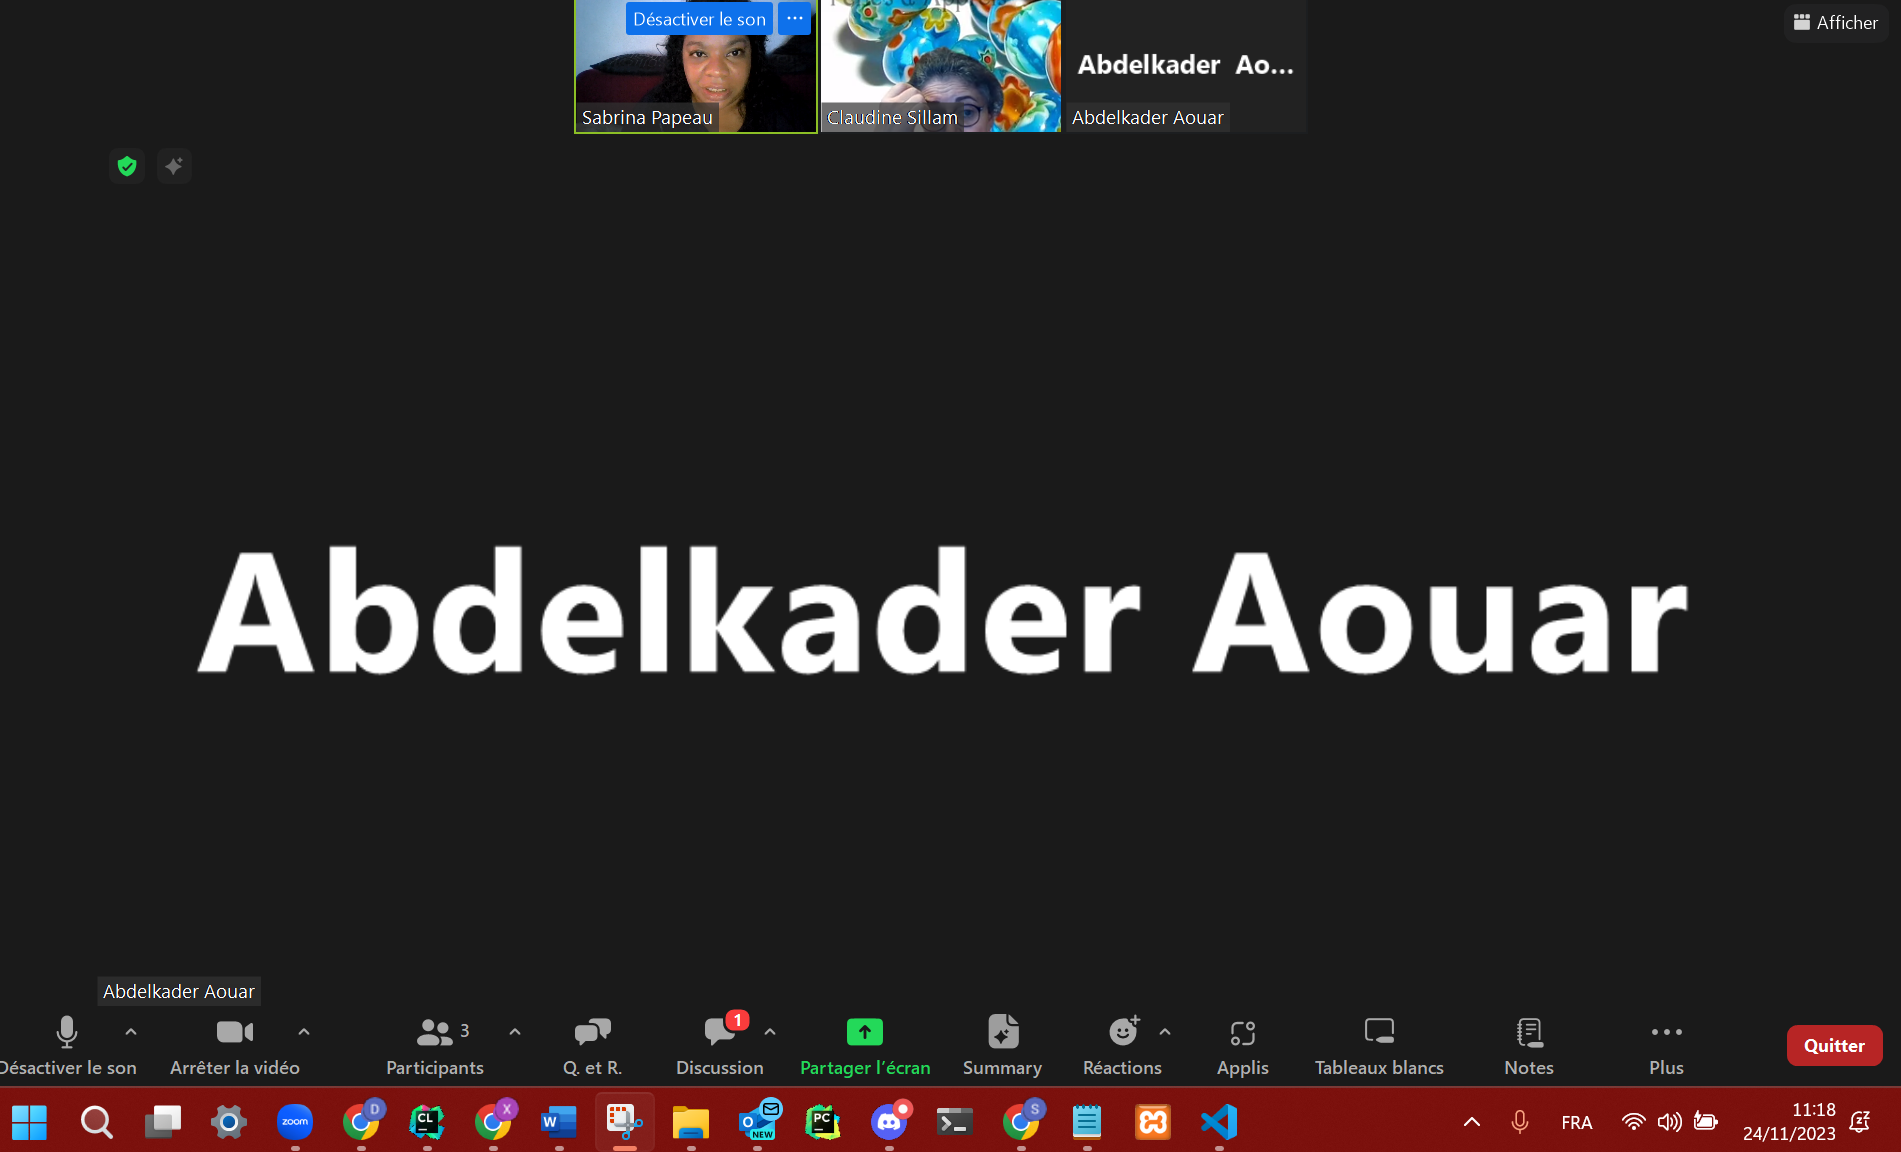 Désactiver le son ...
Afficher
Abdelkader Ao...
Sabrina Papeau
Claudine Sillam
Abdelkader Aouar
Abdelkader Aouar
Abdelkader Aouar
3
1
Désactiver le son
Arrêter la vidéo
Participants
Q. et R.
Discussion
Partager l'écran
Summary
Réactions
Applis
Tableaux blancs
Notes
Plus
Quitter
zoom
D
CL
X
W
O
NEW
PC
S
FRA
11:18
24/11/2023